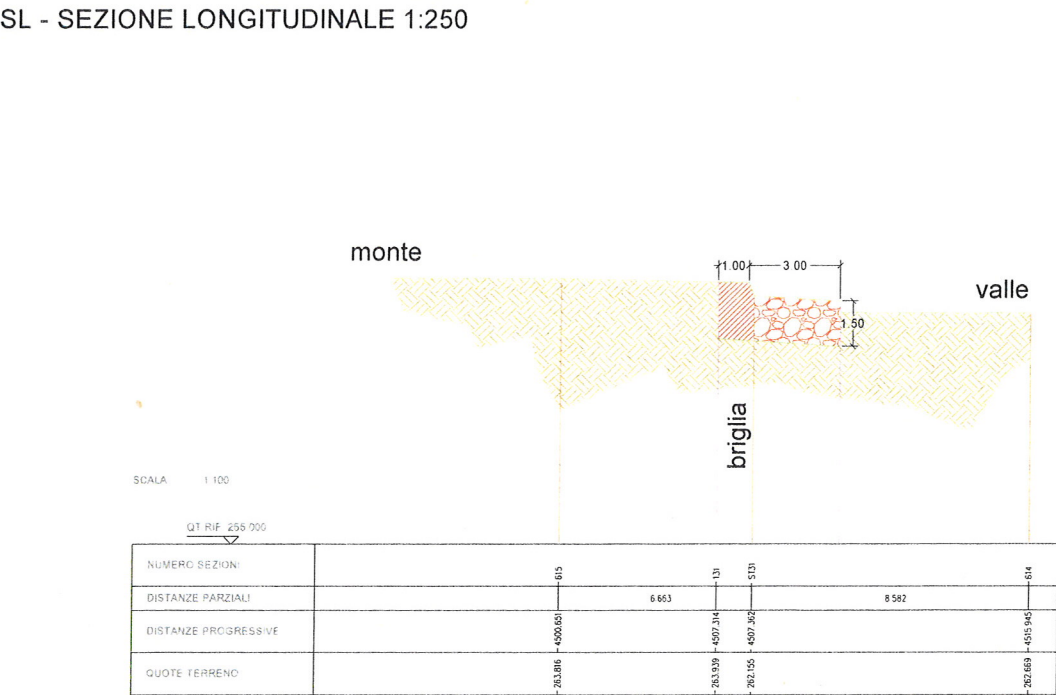 SL - SEZIONE LONGITUDINALE 1:250
monte
1.00
3.00
valle
1.50
briglia
SCALA 1:100
QT.RIF. 255.000
NUMERO SEZIONI 615 131 ST31 614
DISTANZE PARZIALI 6.663 8.582
DISTANZE PROGRESSIVE 4500.651 4507.314 4507.362 4515.945
QUOTE TERRENO 263.816 263.939 262.155 262.669